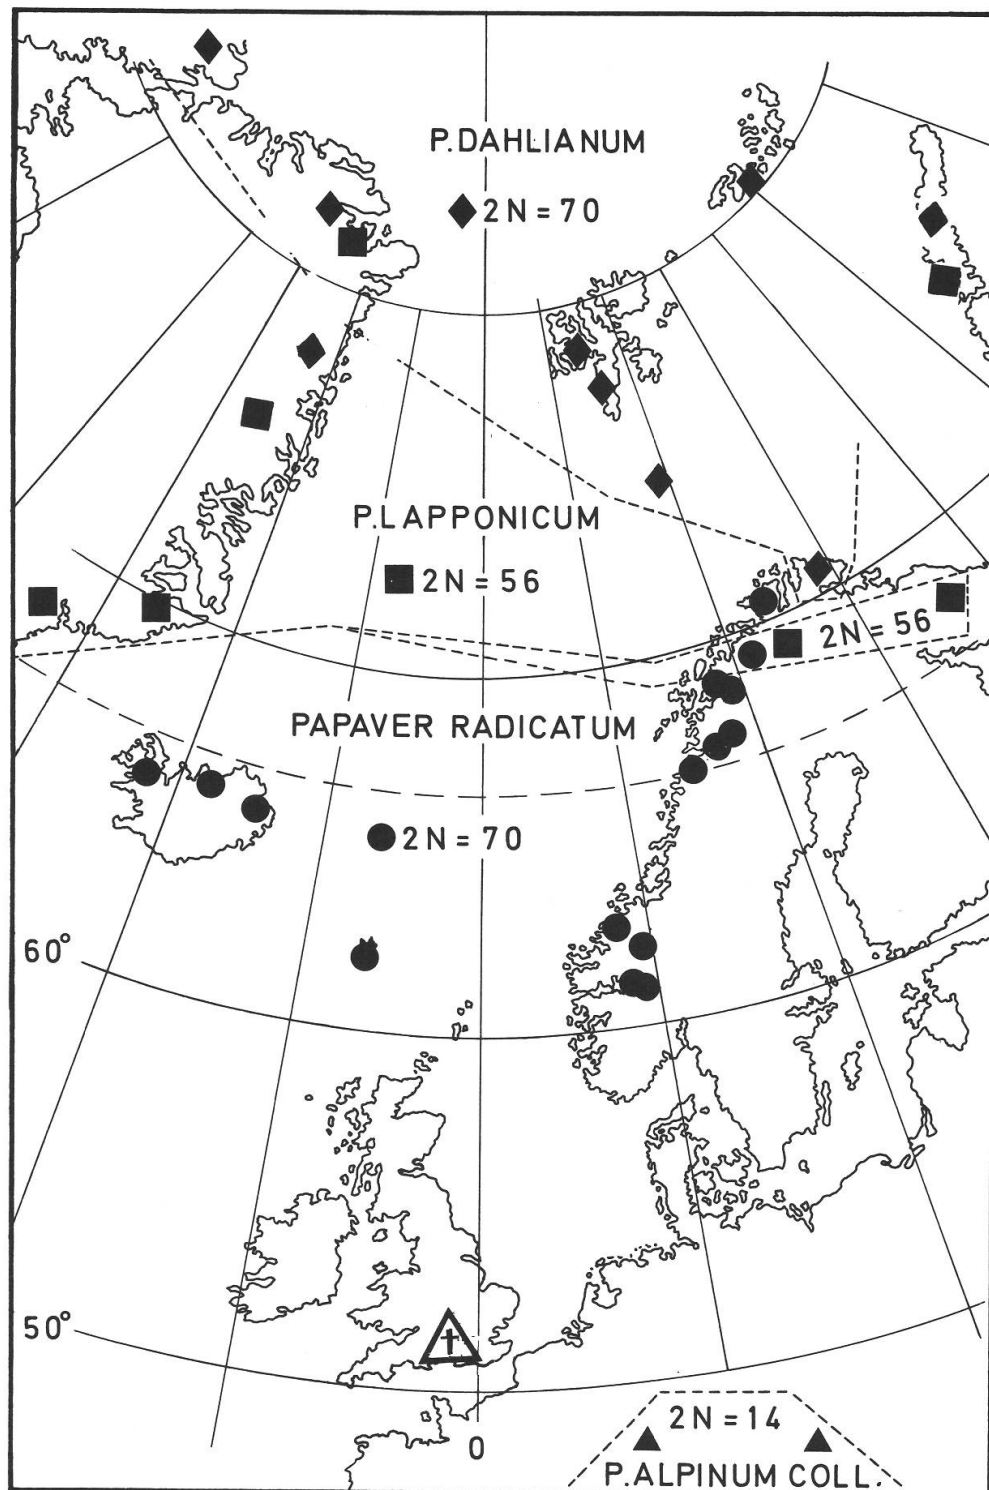 P. DAHLIANUM
2N = 70
P. LAPPONICUM
2N = 56
2N = 56
PAPAVER RADICATUM
2N = 70
60°
50°
0
2N = 14
P. ALPINUM COLL.